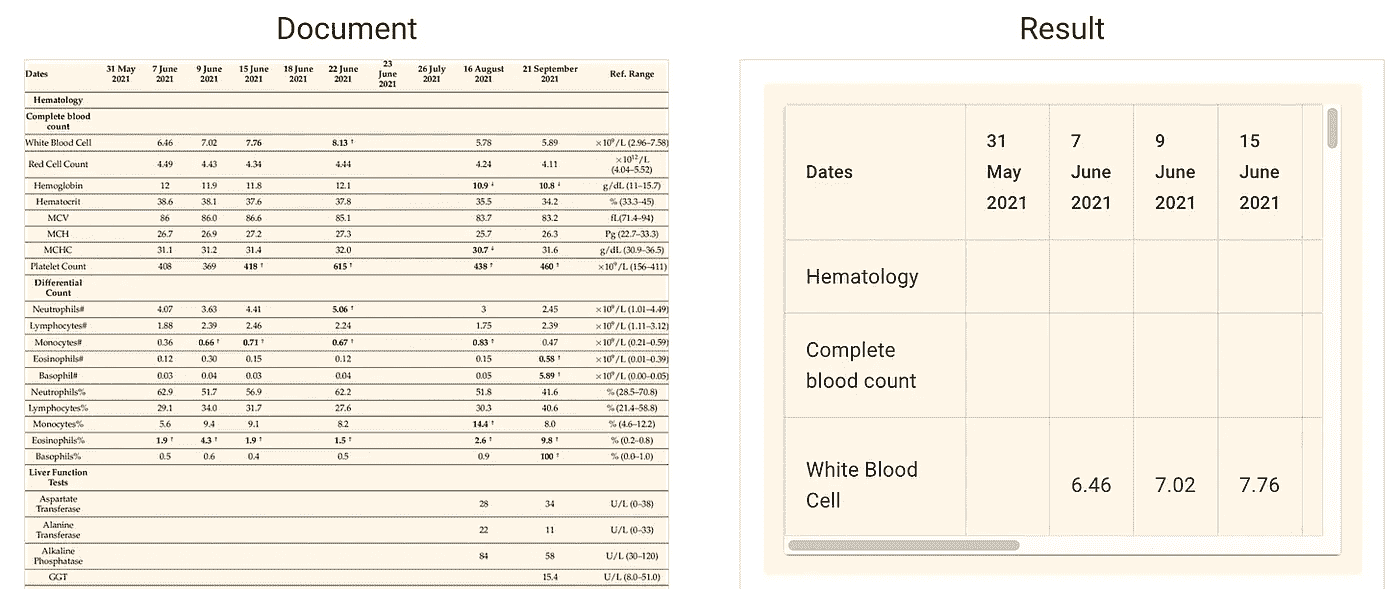 Document
Result
Dates 31 May 2021 7 June 2021 9 June 2021 15 June 2021 18 June 2021 22 June 2021 23 June 2021 26 July 2021 16 August 2021 21 September 2021 Ref. Range
Hematology
Complete blood count
White Blood Cell 6.46 7.02 7.76 8.13 ↑ 5.78 5.89 ×10⁹/L (2.96–7.58)
Red Cell Count 4.49 4.43 4.34 4.44 4.24 4.11 ×10¹²/L (4.04–5.52)
Hemoglobin 12 11.9 11.8 12.1 10.9 ↓ 10.8 ↓ g/dL (11–15.7)
Hematocrit 38.6 38.1 37.6 37.8 35.5 34.2 % (33.3–45)
MCV 86 86.0 86.6 85.1 83.7 83.2 fL(71.4–94)
MCH 26.7 26.9 27.2 27.3 25.7 26.3 Pg (22.7–33.3)
MCHC 31.1 31.2 31.4 32.0 30.7 ↓ 31.6 g/dL (30.9–36.5)
Platelet Count 408 369 418 ↑ 615 ↑ 438 ↑ 460 ↑ ×10⁹/L (156–411)
Differential Count
Neutrophils# 4.07 3.63 4.41 5.06 ↑ 3 2.45 ×10⁹/L (1.01–4.49)
Lymphocytes# 1.88 2.39 2.46 2.24 1.75 2.39 ×10⁹/L (1.11–3.12)
Monocytes# 0.36 0.66 ↑ 0.71 ↑ 0.67 ↑ 0.83 ↑ 0.47 ×10⁹/L (0.21–0.59)
Eosinophils# 0.12 0.30 0.15 0.12 0.15 0.58 ↑ ×10⁹/L (0.01–0.39)
Basophil# 0.03 0.04 0.03 0.04 0.05 5.89 ↑ ×10⁹/L (0.00–0.05)
Neutrophils% 62.9 51.7 56.9 62.2 51.8 41.6 % (28.5–70.8)
Lymphocytes% 29.1 34.0 31.7 27.6 30.3 40.6 % (21.4–58.8)
Monocytes% 5.6 9.4 9.1 8.2 14.4 ↑ 8.0 % (4.6–12.2)
Eosinophils% 1.9 ↑ 4.3 ↑ 1.9 ↑ 1.5 ↑ 2.6 ↑ 9.8 ↑ % (0.2–0.8)
Basophils% 0.5 0.6 0.4 0.5 0.9 100 ↑ % (0.0–1.0)
Liver Function Tests
Aspartate Transferase 28 34 U/L (0–38)
Alanine Transferase 22 11 U/L (0–33)
Alkaline Phosphatase 84 58 U/L (30–120)
GGT 15.4 U/L (8.0–51.0)
Dates 31 May 2021 7 June 2021 9 June 2021 15 June 2021
Hematology
Complete blood count
White Blood Cell 6.46 7.02 7.76